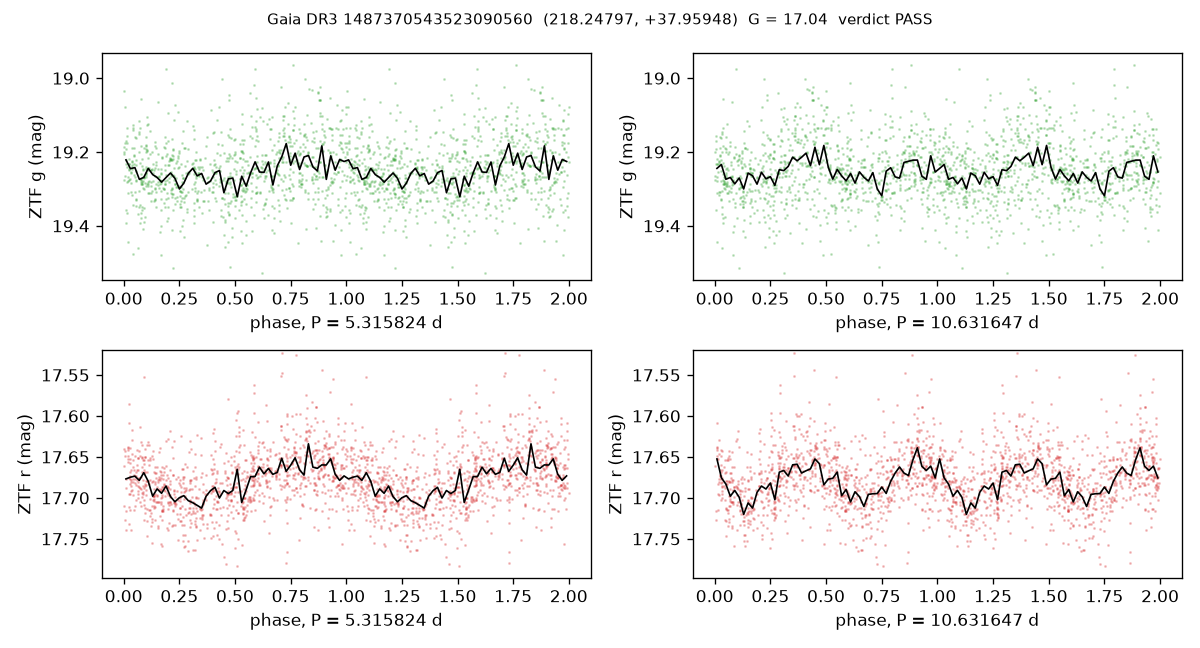 Gaia DR3 1487370543523090560  (218.24797, +37.95948)  G = 17.04  verdict PASS
ZTF g (mag)
19.0
19.2
19.4
0.00 0.25 0.50 0.75 1.00 1.25 1.50 1.75 2.00
phase, P = 5.315824 d
ZTF g (mag)
19.0
19.2
19.4
0.00 0.25 0.50 0.75 1.00 1.25 1.50 1.75 2.00
phase, P = 10.631647 d
ZTF r (mag)
17.55
17.60
17.65
17.70
17.75
0.00 0.25 0.50 0.75 1.00 1.25 1.50 1.75 2.00
phase, P = 5.315824 d
ZTF r (mag)
17.55
17.60
17.65
17.70
17.75
0.00 0.25 0.50 0.75 1.00 1.25 1.50 1.75 2.00
phase, P = 10.631647 d